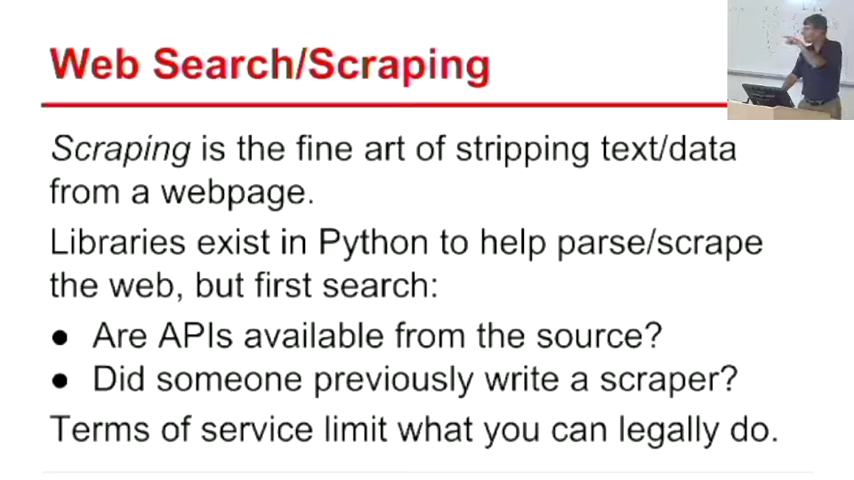 Web Search/Scraping
Scraping is the fine art of stripping text/data
from a webpage.
Libraries exist in Python to help parse/scrape
the web, but first search:
● Are APIs available from the source?
● Did someone previously write a scraper?
Terms of service limit what you can legally do.